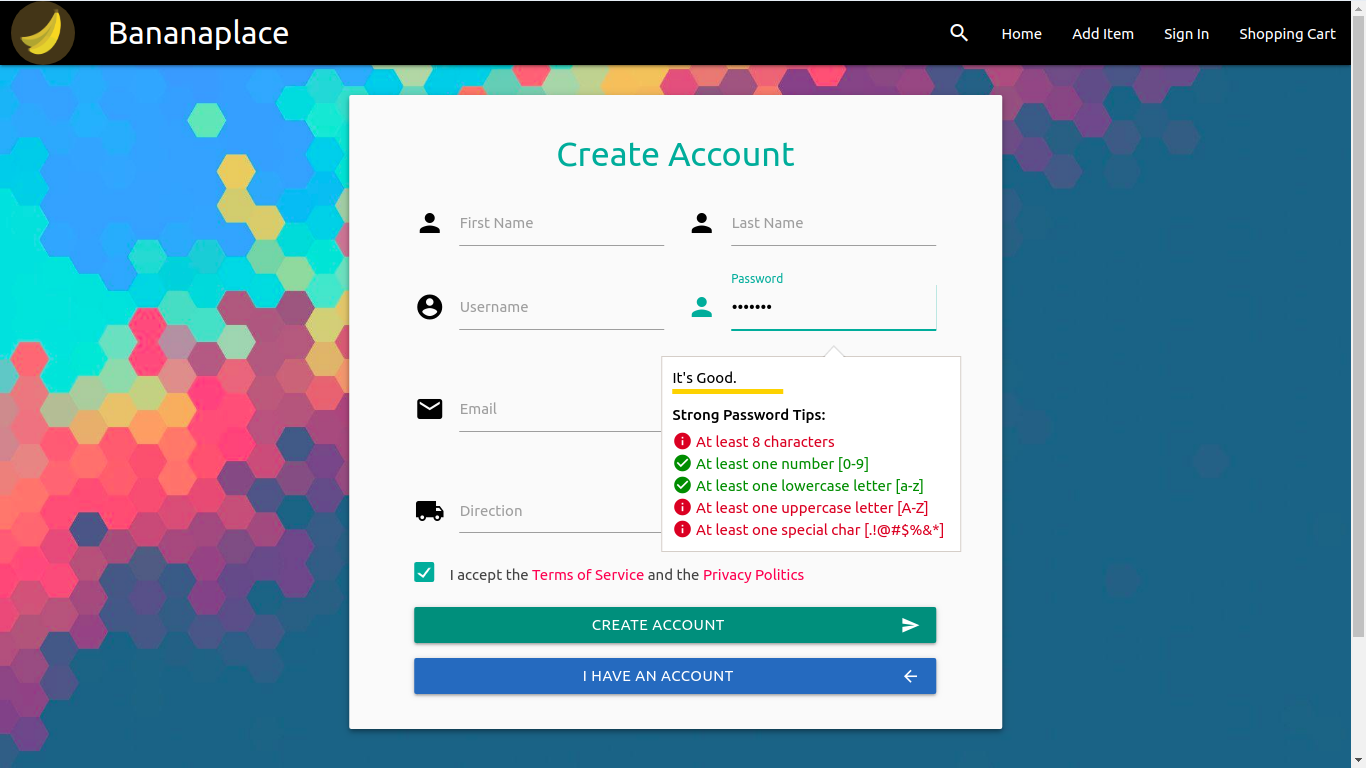 Bananaplace
Home Add Item Sign In Shopping Cart
Create Account
First Name Last Name
Password
Username •••••••
It's Good.
Email
Strong Password Tips:
At least 8 characters
At least one number [0-9]
At least one lowercase letter [a-z]
At least one uppercase letter [A-Z]
At least one special char [.!@#$%&*]
Direction
I accept the Terms of Service and the Privacy Politics
CREATE ACCOUNT
I HAVE AN ACCOUNT